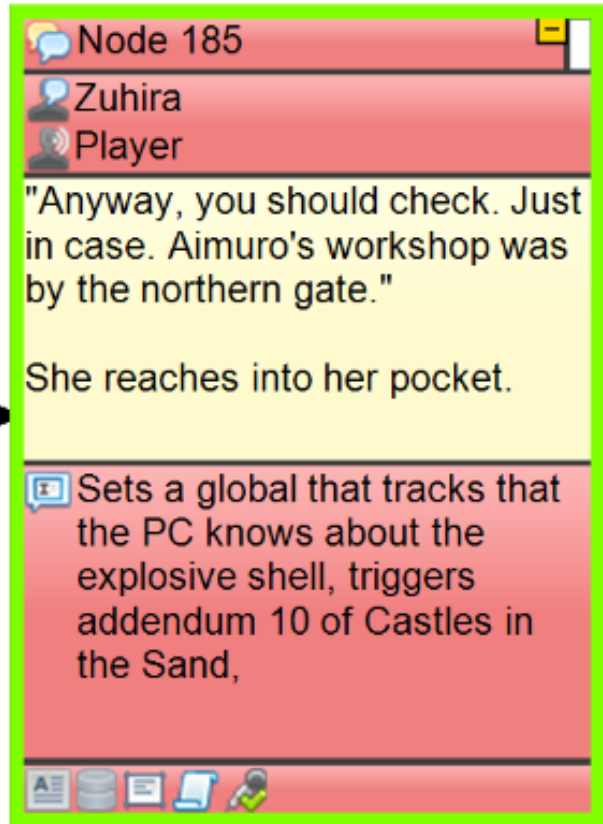 Node 185
Zuhira
Player
"Anyway, you should check. Just
in case. Aimuro's workshop was
by the northern gate."
She reaches into her pocket.
Sets a global that tracks that
the PC knows about the
explosive shell, triggers
addendum 10 of Castles in
the Sand,